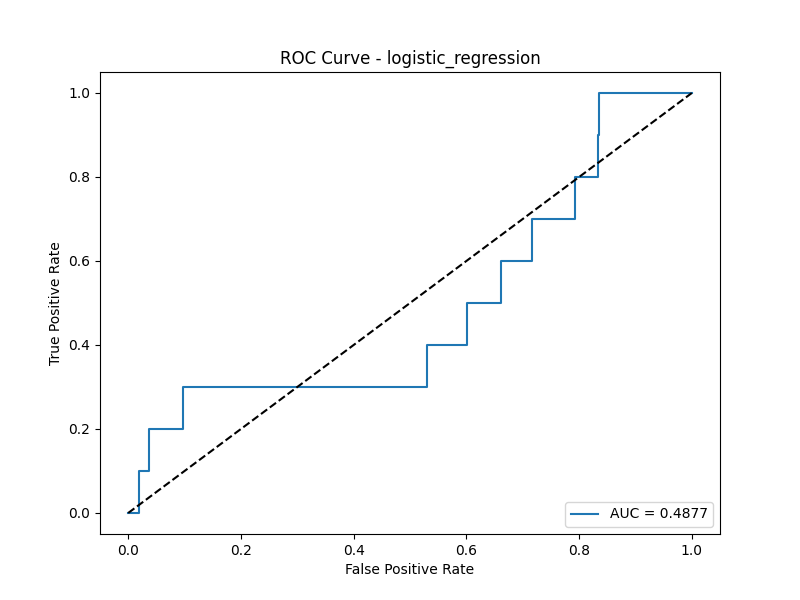 ROC Curve - logistic_regression
1.0
0.8
0.6
0.4
0.2
0.0
True Positive Rate
0.0 0.2 0.4 0.6 0.8 1.0
False Positive Rate
AUC = 0.4877